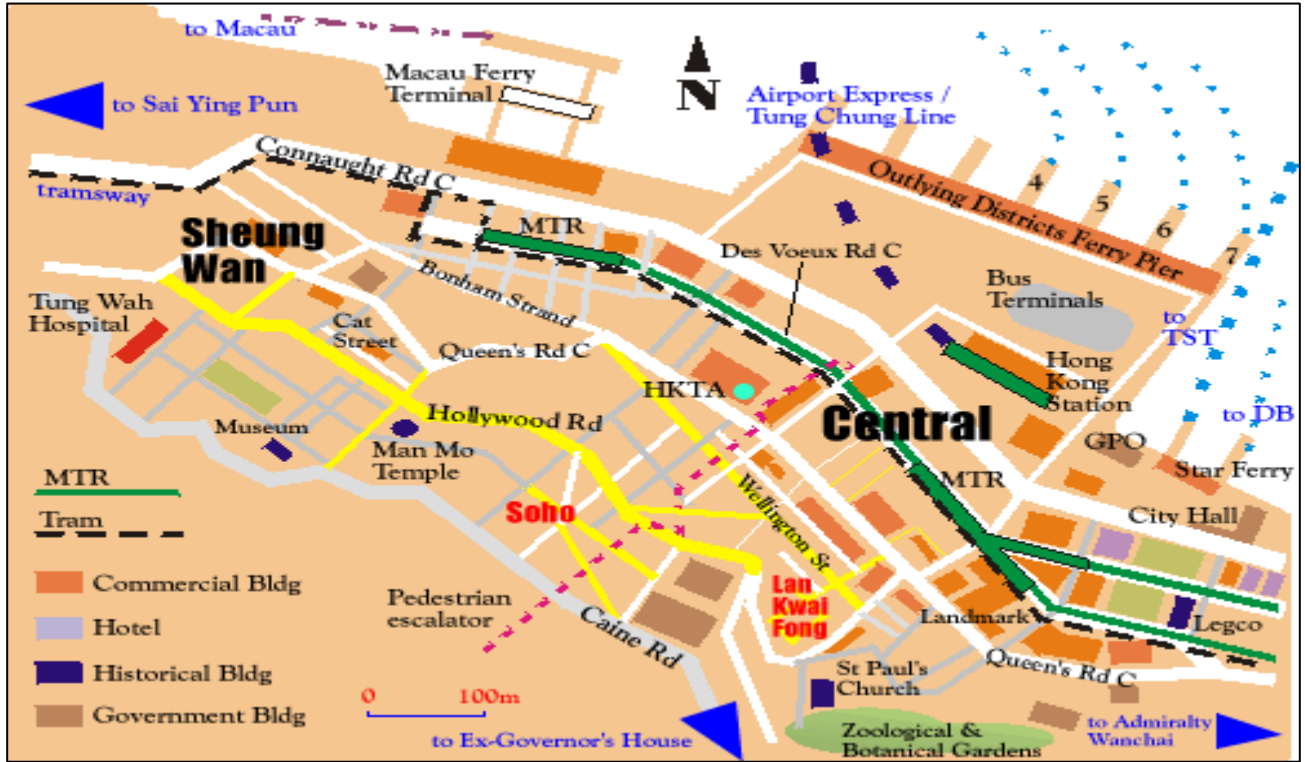 to Macau
Macau Ferry
Terminal
N
to Sai Ying Pun
Airport Express /
Tung Chung Line
Connaught Rd C
tramsway
Outlying Districts Ferry Pier
4
5
6
7
Sheung
Wan
MTR
Des Voeux Rd C
Bus
Terminals
Bonham Strand
Tung Wah
Hospital
Cat
Street
Queen's Rd C
to
TST
Hong
Kong
Station
HKTA
Central
to DB
Hollywood Rd
Museum
Man Mo
Temple
GPO
Star Ferry
MTR
MTR
Wellington St
Soho
City Hall
Tram
Commercial Bldg
Hotel
Historical Bldg
Government Bldg
Pedestrian
escalator
Caine Rd
Lan
Kwai
Fong
Landmark
Legco
Queen's Rd C
St Paul's
Church
0 100m
to Ex-Governor's House
Zoological &
Botanical Gardens
to Admiralty
Wanchai